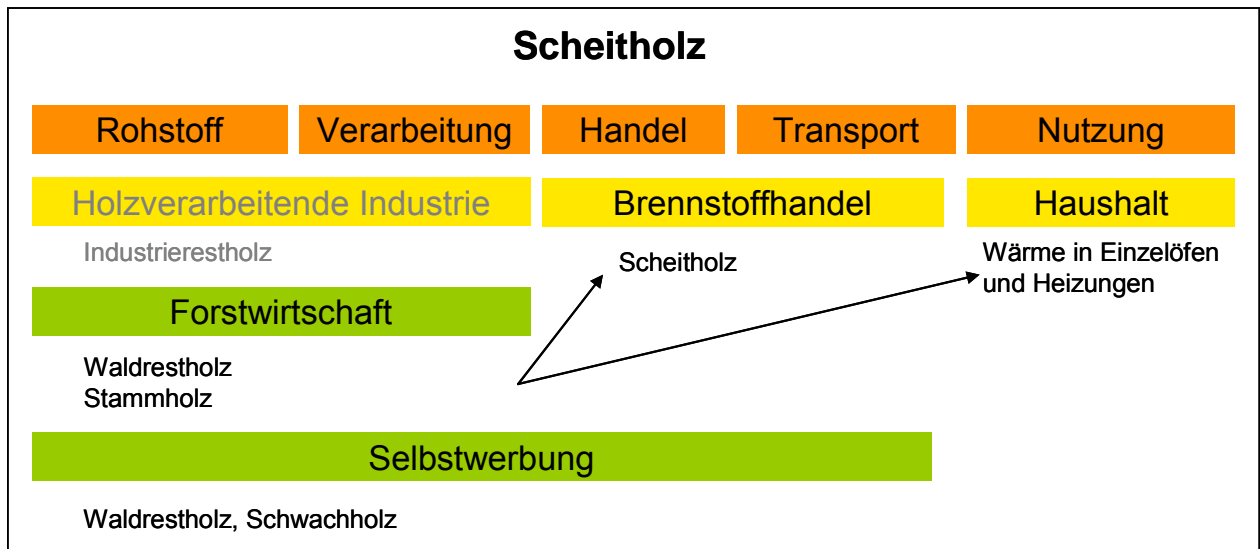 Scheitholz
Rohstoff Verarbeitung Handel Transport Nutzung
Holzverarbeitende Industrie Brennstoffhandel Haushalt
Industrierestholz
Scheitholz
Wärme in Einzelöfen
und Heizungen
Forstwirtschaft
Waldrestholz
Stammholz
Selbstwerbung
Waldrestholz, Schwachholz